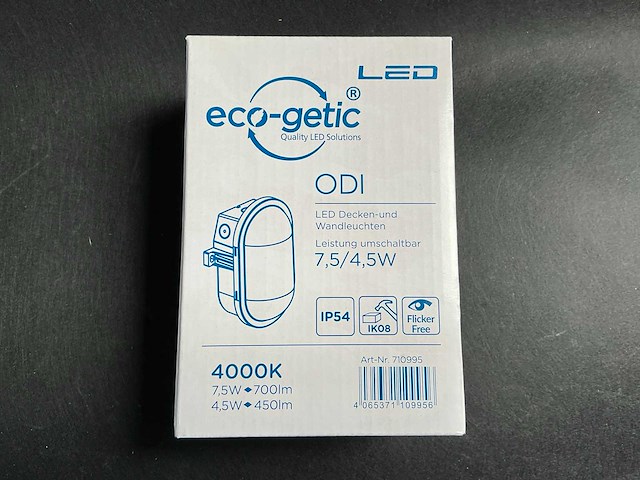 LED
eco-getic®
Quality LED Solutions
ODI
LED Decken-und
Wandleuchten
Leistung umschaltbar
7,5/4,5W
IP54
IK08
Flicker
Free
4000K
7,5W 700lm
4,5W 450lm
Art-Nr. 710995
4 065371 109956